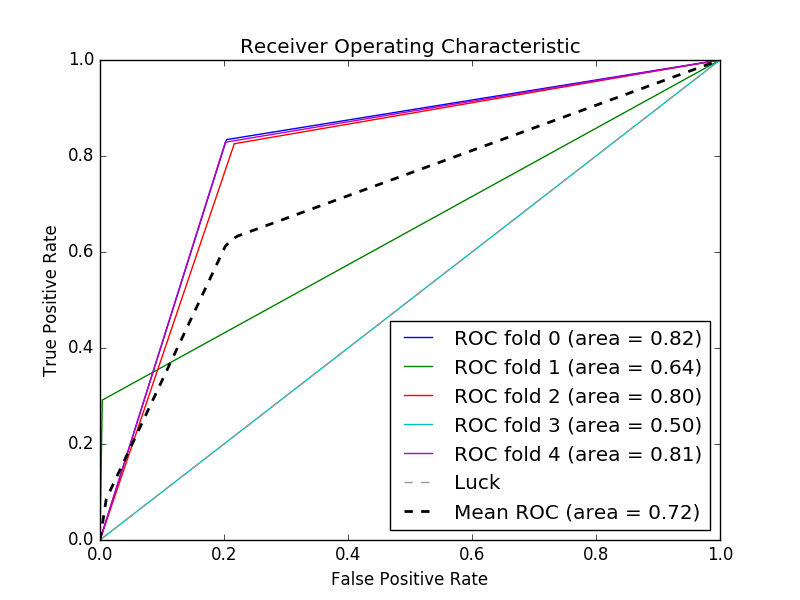 Receiver Operating Characteristic
1.0
0.8
0.6
0.4
0.2
0.0
True Positive Rate
ROC fold 0 (area = 0.82)
ROC fold 1 (area = 0.64)
ROC fold 2 (area = 0.80)
ROC fold 3 (area = 0.50)
ROC fold 4 (area = 0.81)
Luck
Mean ROC (area = 0.72)
0.0 0.2 0.4 0.6 0.8 1.0
False Positive Rate